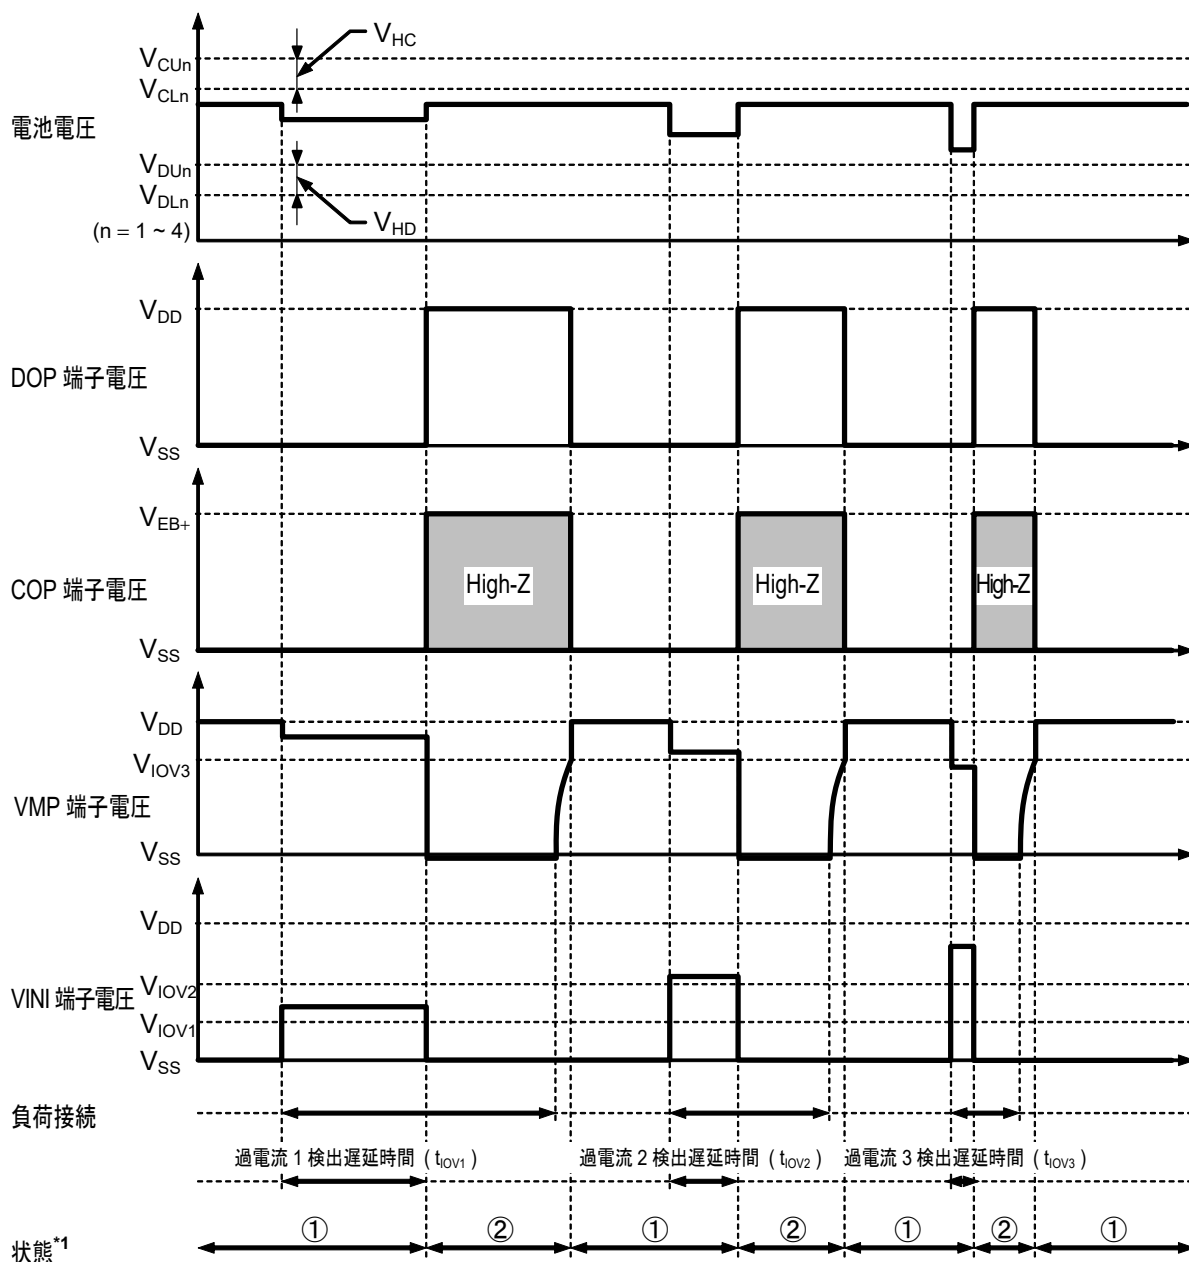 VCUn
VHC
VCLn
電池電圧
VDUn
VDLn
VHD
(n = 1 ~ 4)
VDD
DOP 端子電圧
VSS
VEB+
High-Z High-Z High-Z
COP 端子電圧
VSS
VDD
VIOV3
VMP 端子電圧
VSS
VDD
VIOV2
VINI 端子電圧
VIOV1
VSS
負荷接続
過電流 1 検出遅延時間 ( tIOV1 ) 過電流 2 検出遅延時間 ( tIOV2 ) 過電流 3 検出遅延時間 ( tIOV3 )
① ② ① ② ① ② ①
状態*1